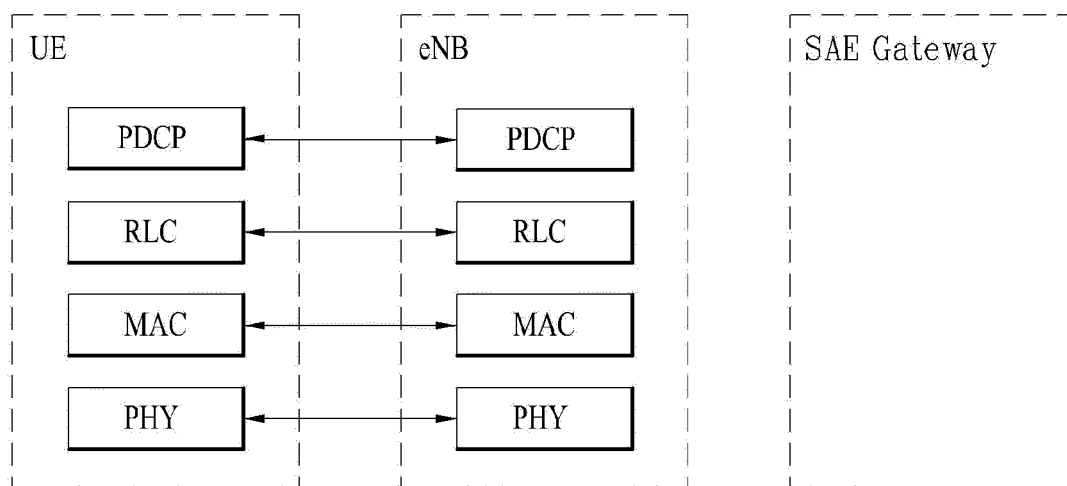 UE
eNB
SAE Gateway
PDCP
PDCP
RLC
RLC
MAC
MAC
PHY
PHY